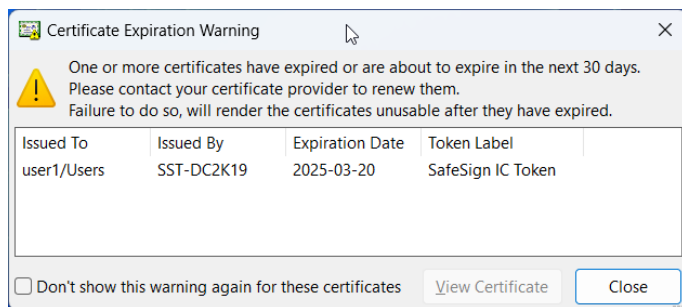 Certificate Expiration Warning
One or more certificates have expired or are about to expire in the next 30 days.
Please contact your certificate provider to renew them.
Failure to do so, will render the certificates unusable after they have expired.
Issued To Issued By Expiration Date Token Label
user1/Users SST-DC2K19 2025-03-20 SafeSign IC Token
Don't show this warning again for these certificates View Certificate Close